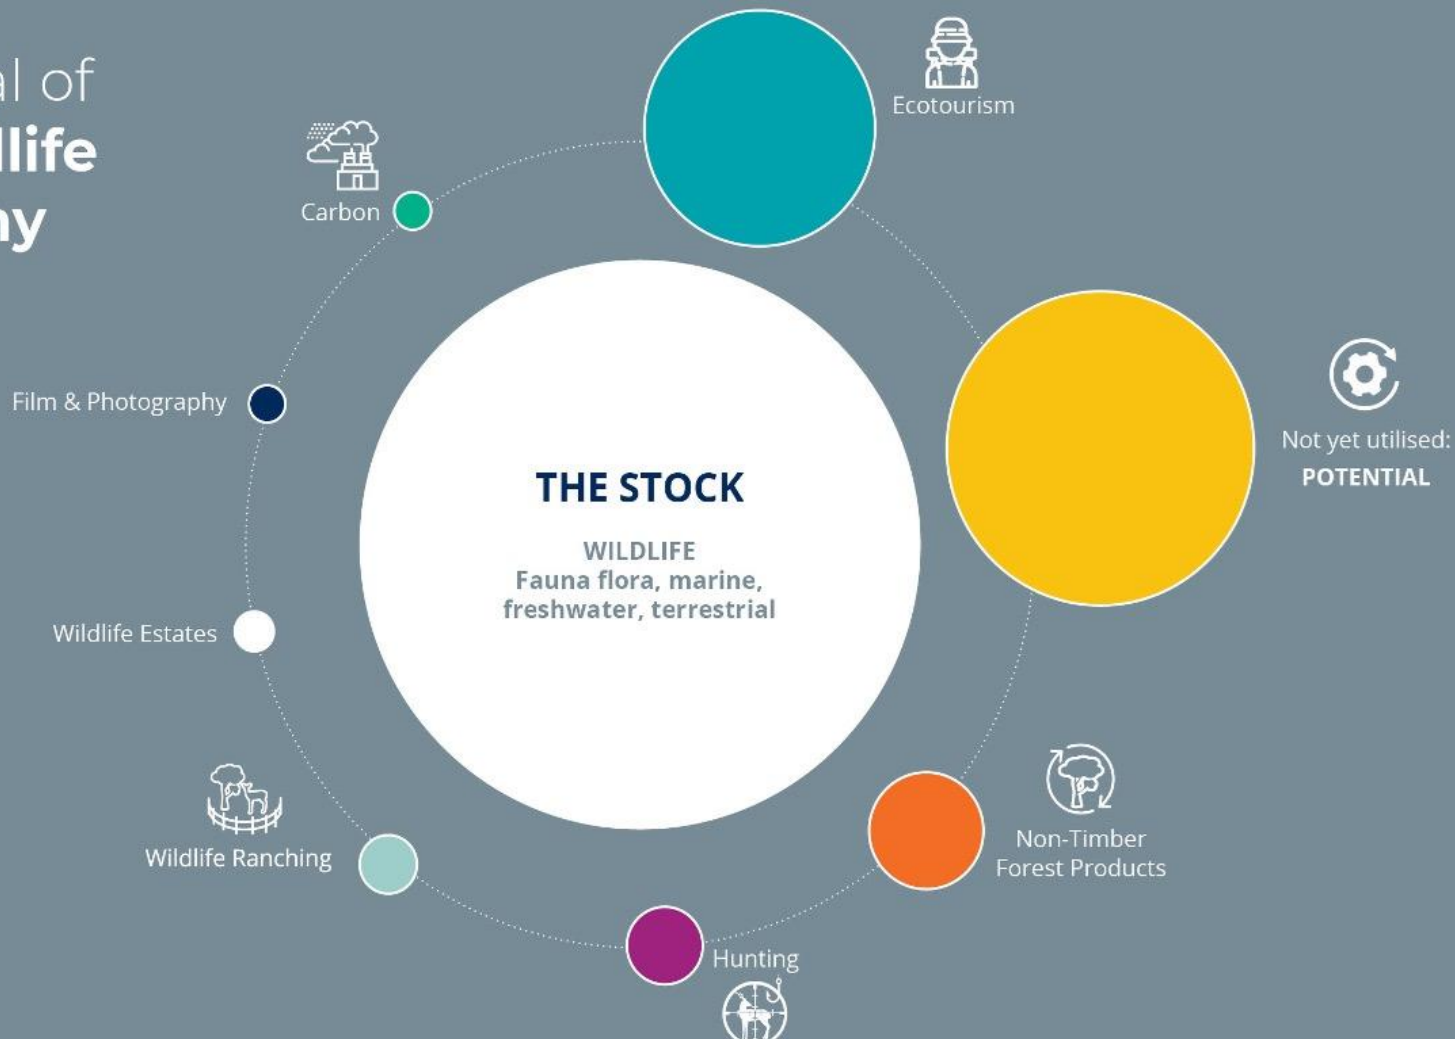 al of
llife
ny
Ecotourism
Carbon
Film & Photography
Not yet utilised:
POTENTIAL
THE STOCK
WILDLIFE
Fauna flora, marine,
freshwater, terrestrial
Wildlife Estates
Wildlife Ranching
Non-Timber
Forest Products
Hunting